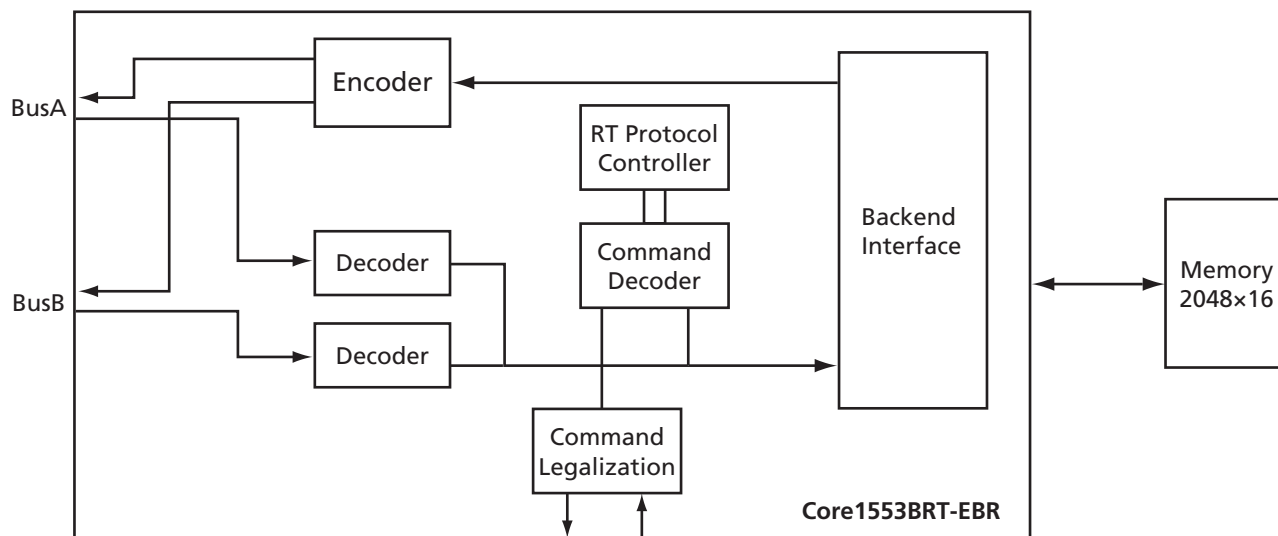 Encoder
BusA
RT Protocol
Controller
Backend
Interface
Command
Decoder
Decoder
Memory
2048×16
BusB
Decoder
Command
Legalization
Core1553BRT-EBR